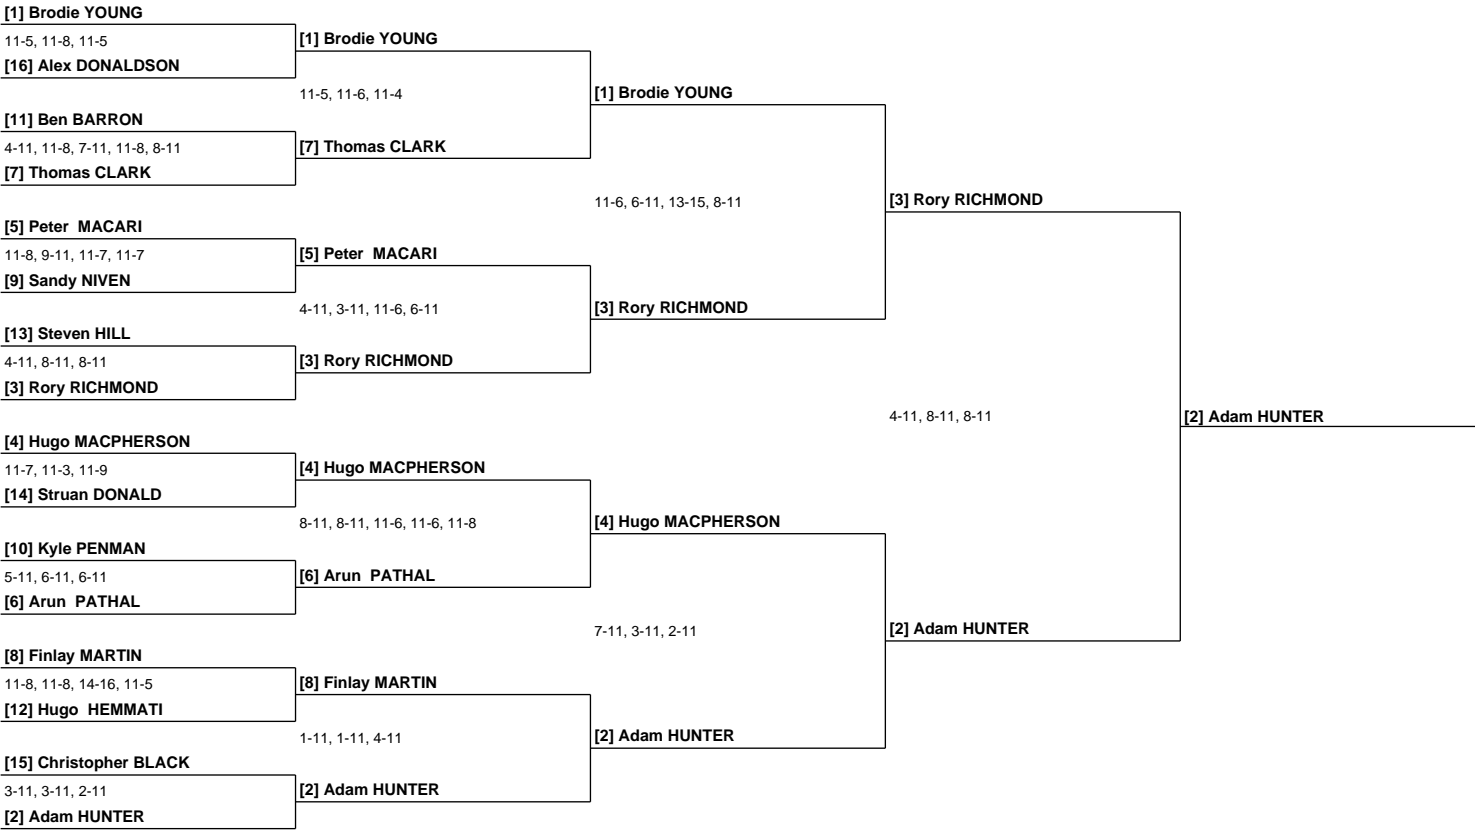 [1] Brodie YOUNG
11-5, 11-8, 11-5
[16] Alex DONALDSON
[11] Ben BARRON
4-11, 11-8, 7-11, 11-8, 8-11
[7] Thomas CLARK
[5] Peter  MACARI
11-8, 9-11, 11-7, 11-7
[9] Sandy NIVEN
[13] Steven HILL
4-11, 8-11, 8-11
[3] Rory RICHMOND
[4] Hugo MACPHERSON
11-7, 11-3, 11-9
[14] Struan DONALD
[10] Kyle PENMAN
5-11, 6-11, 6-11
[6] Arun  PATHAL
[8] Finlay MARTIN
11-8, 11-8, 14-16, 11-5
[12] Hugo  HEMMATI
[15] Christopher BLACK
3-11, 3-11, 2-11
[2] Adam HUNTER
[1] Brodie YOUNG
11-5, 11-6, 11-4
[7] Thomas CLARK
[5] Peter  MACARI
4-11, 3-11, 11-6, 6-11
[3] Rory RICHMOND
[4] Hugo MACPHERSON
8-11, 8-11, 11-6, 11-6, 11-8
[6] Arun  PATHAL
[8] Finlay MARTIN
1-11, 1-11, 4-11
[2] Adam HUNTER
[1] Brodie YOUNG
11-6, 6-11, 13-15, 8-11
[3] Rory RICHMOND
[4] Hugo MACPHERSON
7-11, 3-11, 2-11
[2] Adam HUNTER
[3] Rory RICHMOND
4-11, 8-11, 8-11
[2] Adam HUNTER
[2] Adam HUNTER